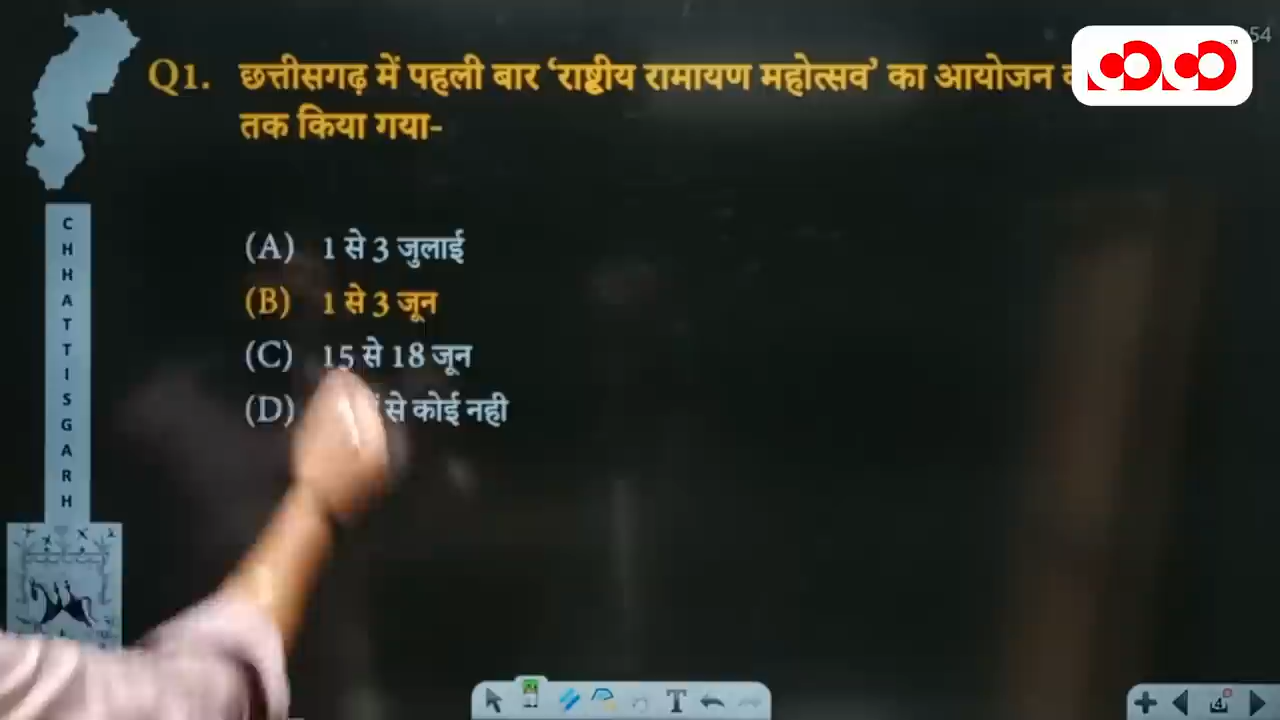 54
Q1. छत्तीसगढ़ में पहली बार ‘राष्ट्रीय रामायण महोत्सव’ का आयोजन
तक किया गया-
(A) 1 से 3 जुलाई
(B) 1 से 3 जून
(C) 15 से 18 जून
(D) से कोई नही
CHHATTISGARH
T